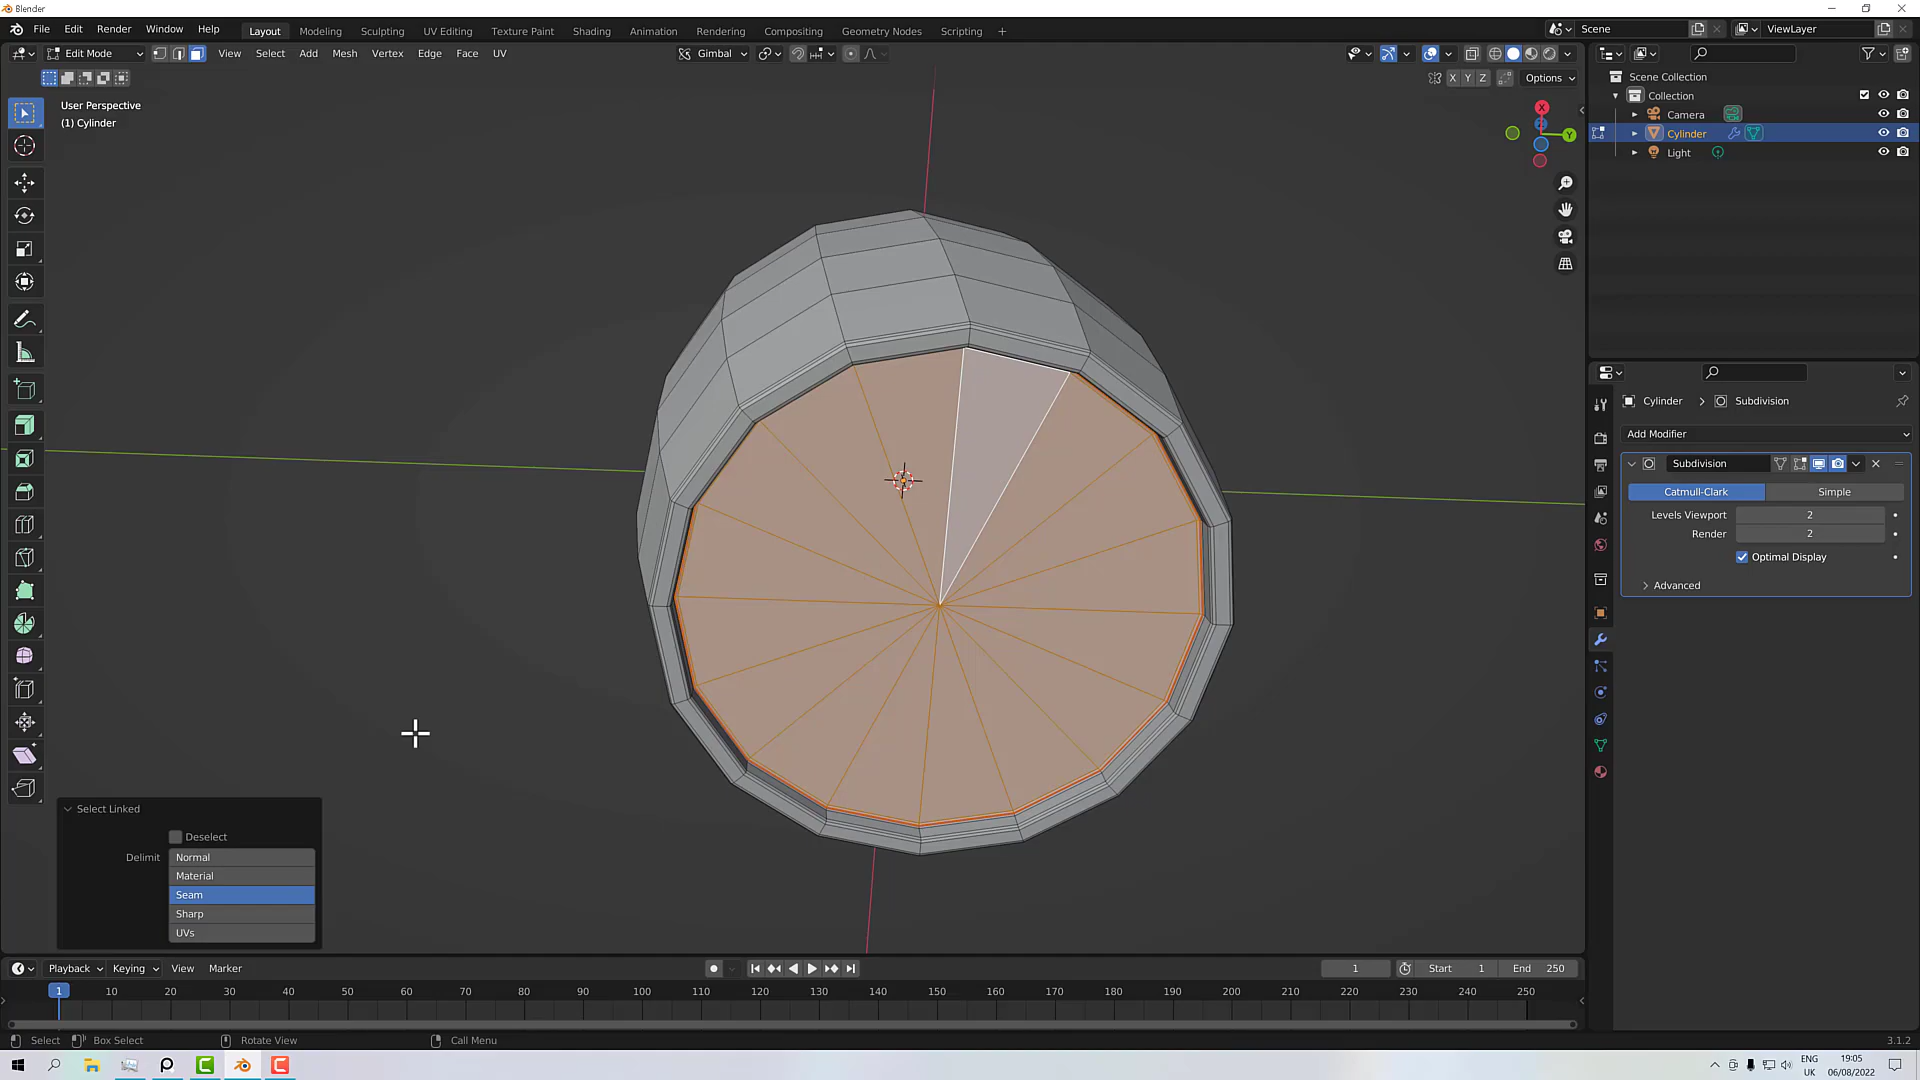 Blender
File Edit Render Window Help Layout Modeling Sculpting UV Editing Texture Paint Shading Animation Rendering Compositing Geometry Nodes Scripting Scene ViewLayer
Edit Mode View Select Add Mesh Vertex Edge Face UV Gimbal
X Y Z Options
User Perspective
(1) Cylinder
X
Y
Z
Scene Collection
Collection
Camera
Cylinder
Light
Cylinder Subdivision
Add Modifier
Subdivision
Catmull-Clark Simple
Levels Viewport 2
Render 2
Optimal Display
Advanced
Select Linked
Deselect
Delimit Normal
Material
Seam
Sharp
UVs
Playback Keying View Marker 1 Start 1 End 250
1 10 20 30 40 50 60 70 80 90 100 110 120 130 140 150 160 170 180 190 200 210 220 230 240 250
Select Box Select Rotate View Call Menu 3.1.2
ENG 19:05
UK 06/08/2022